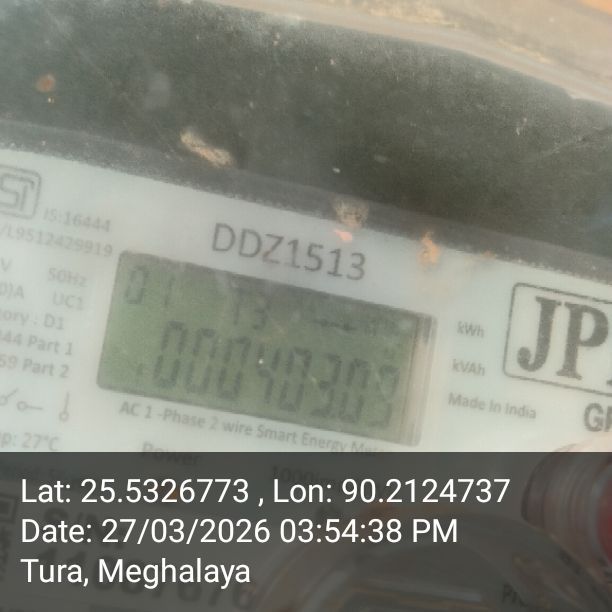 IS:16444
/L9512429919
DDZ1513
V 50Hz
0)A UC1
ory : D1
44 Part 1
59 Part 2
01 T3
000403.03
kWh
kVAh
Made In India
JP
G
AC 1 -Phase 2 wire Smart Energy Me
p: 27°C
Power
Lat: 25.5326773 , Lon: 90.2124737
Date: 27/03/2026 03:54:38 PM
Tura, Meghalaya